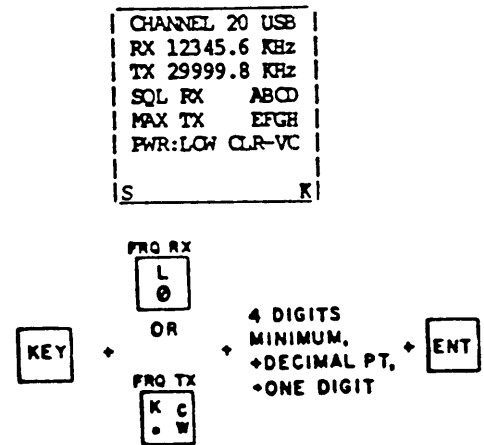 CHANNEL 20 USB
RX 12345.6 KHz
TX 29999.8 KHz
SQL RX ABCD
MAX TX EFGH
PWR:LOW CLR-VC
S K
FRQ RX
L
0
OR
KEY + + 4 DIGITS
MINIMUM,
+DECIMAL PT,
+ONE DIGIT
+ ENT
FRQ TX
K C
• W